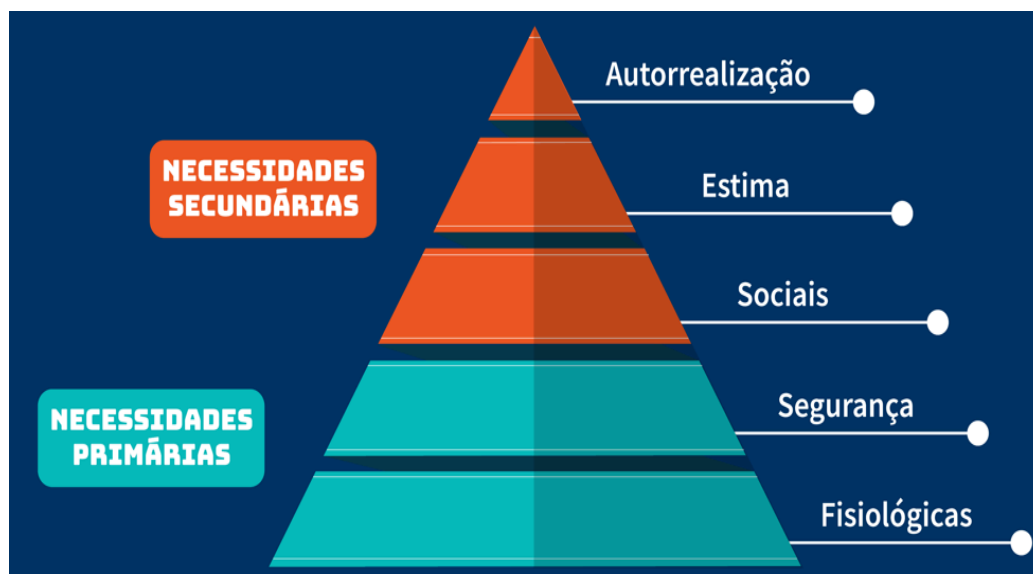 Autorrealização
NECESSIDADES
SECUNDÁRIAS
Estima
Sociais
NECESSIDADES
PRIMÁRIAS
Segurança
Fisiológicas